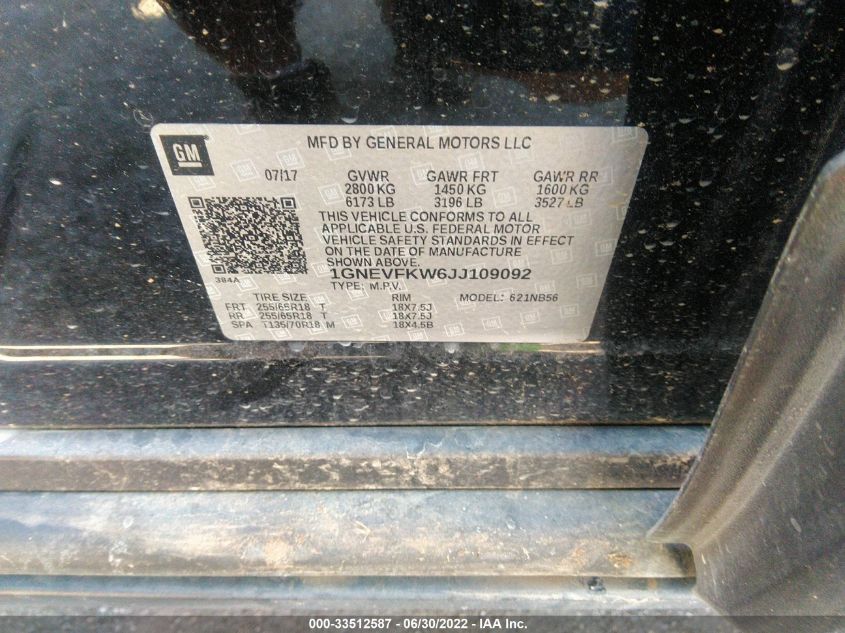 GM
MFD BY GENERAL MOTORS LLC
07/17 GVWR GAWR FRT GAWR RR
2800 KG 1450 KG 1600 KG
6173 LB 3196 LB 3527 LB
THIS VEHICLE CONFORMS TO ALL
APPLICABLE U.S. FEDERAL MOTOR
VEHICLE SAFETY STANDARDS IN EFFECT
ON THE DATE OF MANUFACTURE
SHOWN ABOVE.
384A
1GNEVFKW6JJ109092
TYPE: M.P.V. MODEL: 621NB56
TIRE SIZE RIM
FRT 255/65R18 T 18X7.5J
RR 255/65R18 T 18X7.5J
SPA T135/70R18 M 18X4.5B
000-33512587 - 06/30/2022 - IAA Inc.